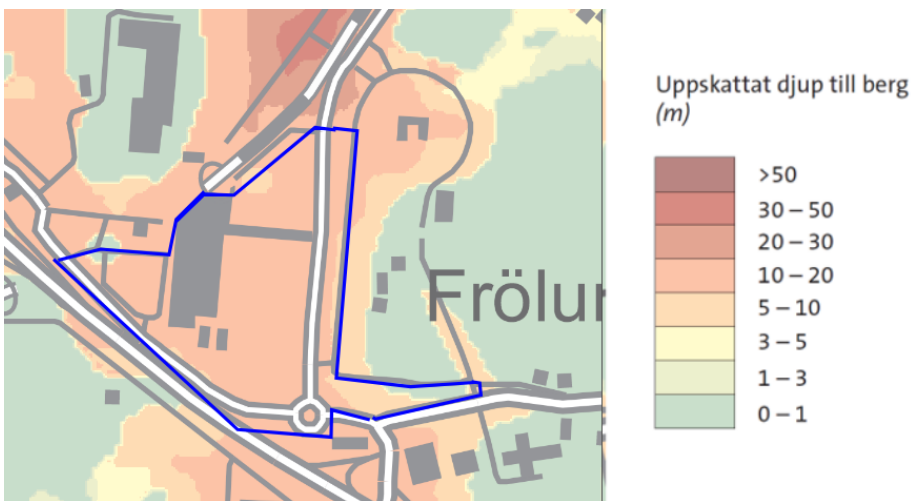 Frölun
Uppskattat djup till berg
(m)
>50
30 – 50
20 – 30
10 – 20
5 – 10
3 – 5
1 – 3
0 – 1